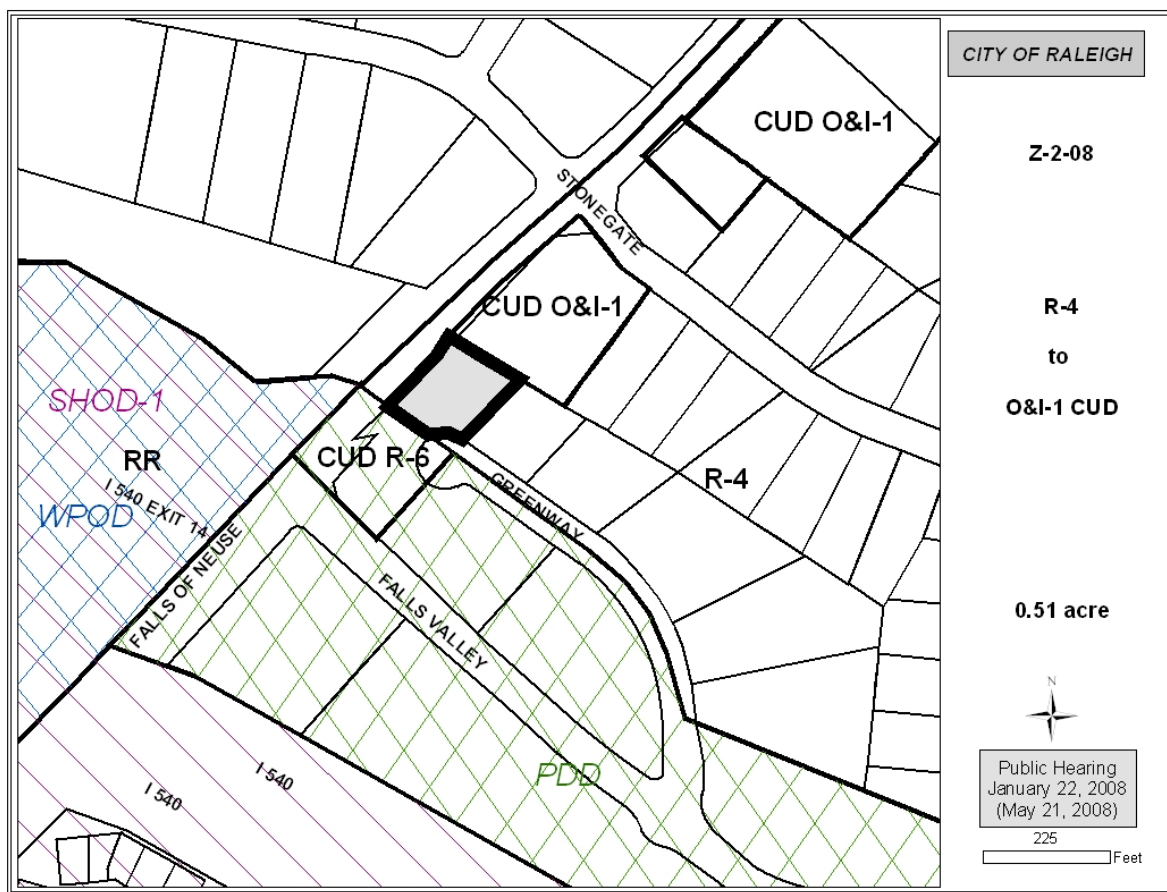 CITY OF RALEIGH
Z-2-08
R-4
to
O&I-1 CUD
0.51 acre
N
Public Hearing
January 22, 2008
(May 21, 2008)
225
Feet
CUD O&I-1
STONEGATE
CUD O&I-1
SHOD-1
RR
I 540 EXIT 14
WPOD
CUD R-6
R-4
GREENWAY
FALLS OF NEUSE
FALLS VALLEY
PDD
I 540
I 540